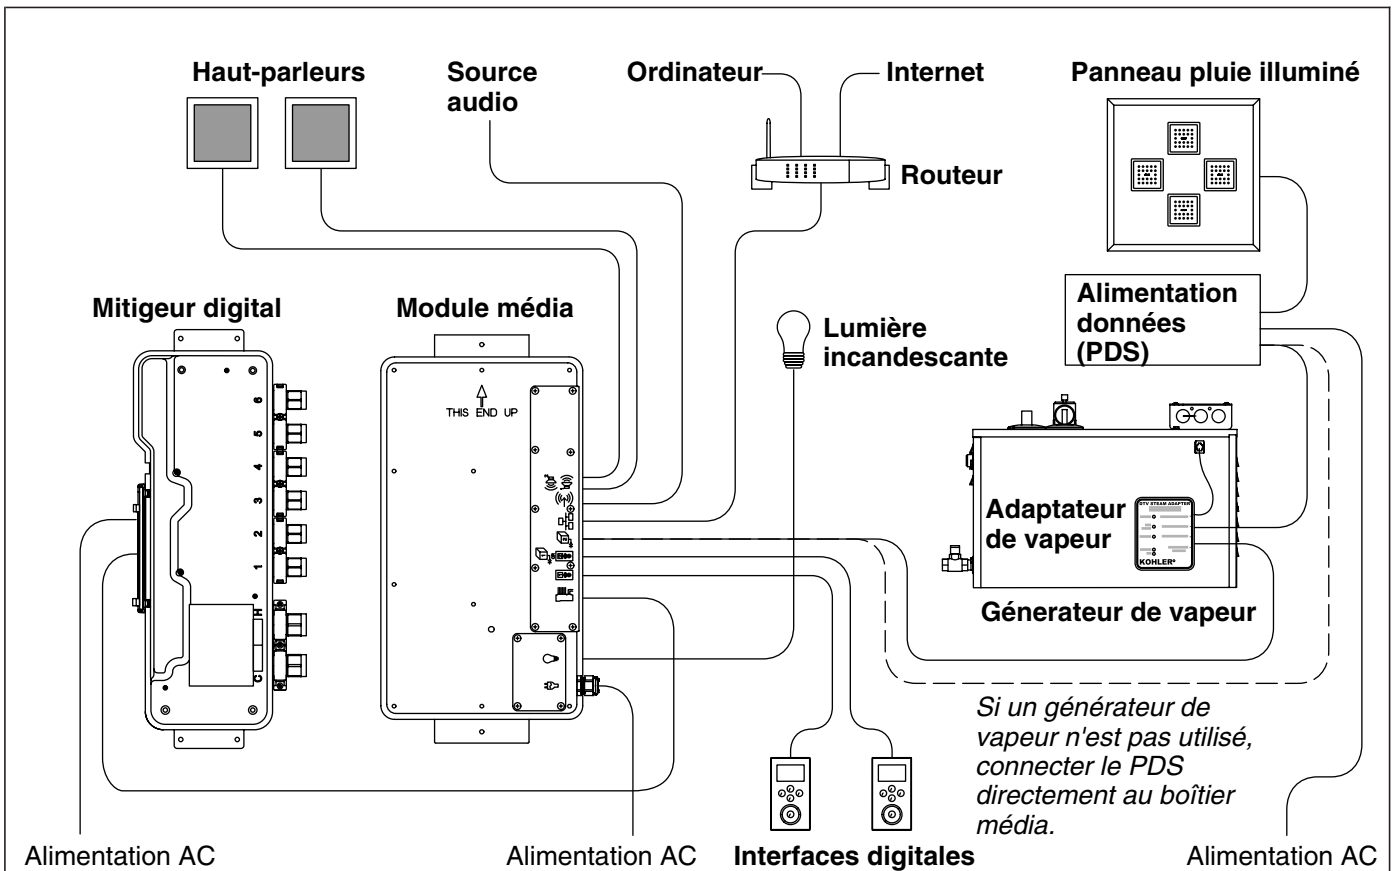 Haut-parleurs
Source
audio
Ordinateur
Internet
Panneau pluie illuminé
Routeur
Mitigeur digital
Module média
Lumière
incandescante
Alimentation
données
(PDS)
THIS END UP
6
5
4
3
2
1
H
C
DTV STEAM ADAPTER
KOHLER®
Adaptateur
de vapeur
Génerateur de vapeur
Si un générateur de
vapeur n'est pas utilisé,
connecter le PDS
directement au boîtier
média.
Alimentation AC
Alimentation AC
Interfaces digitales
Alimentation AC